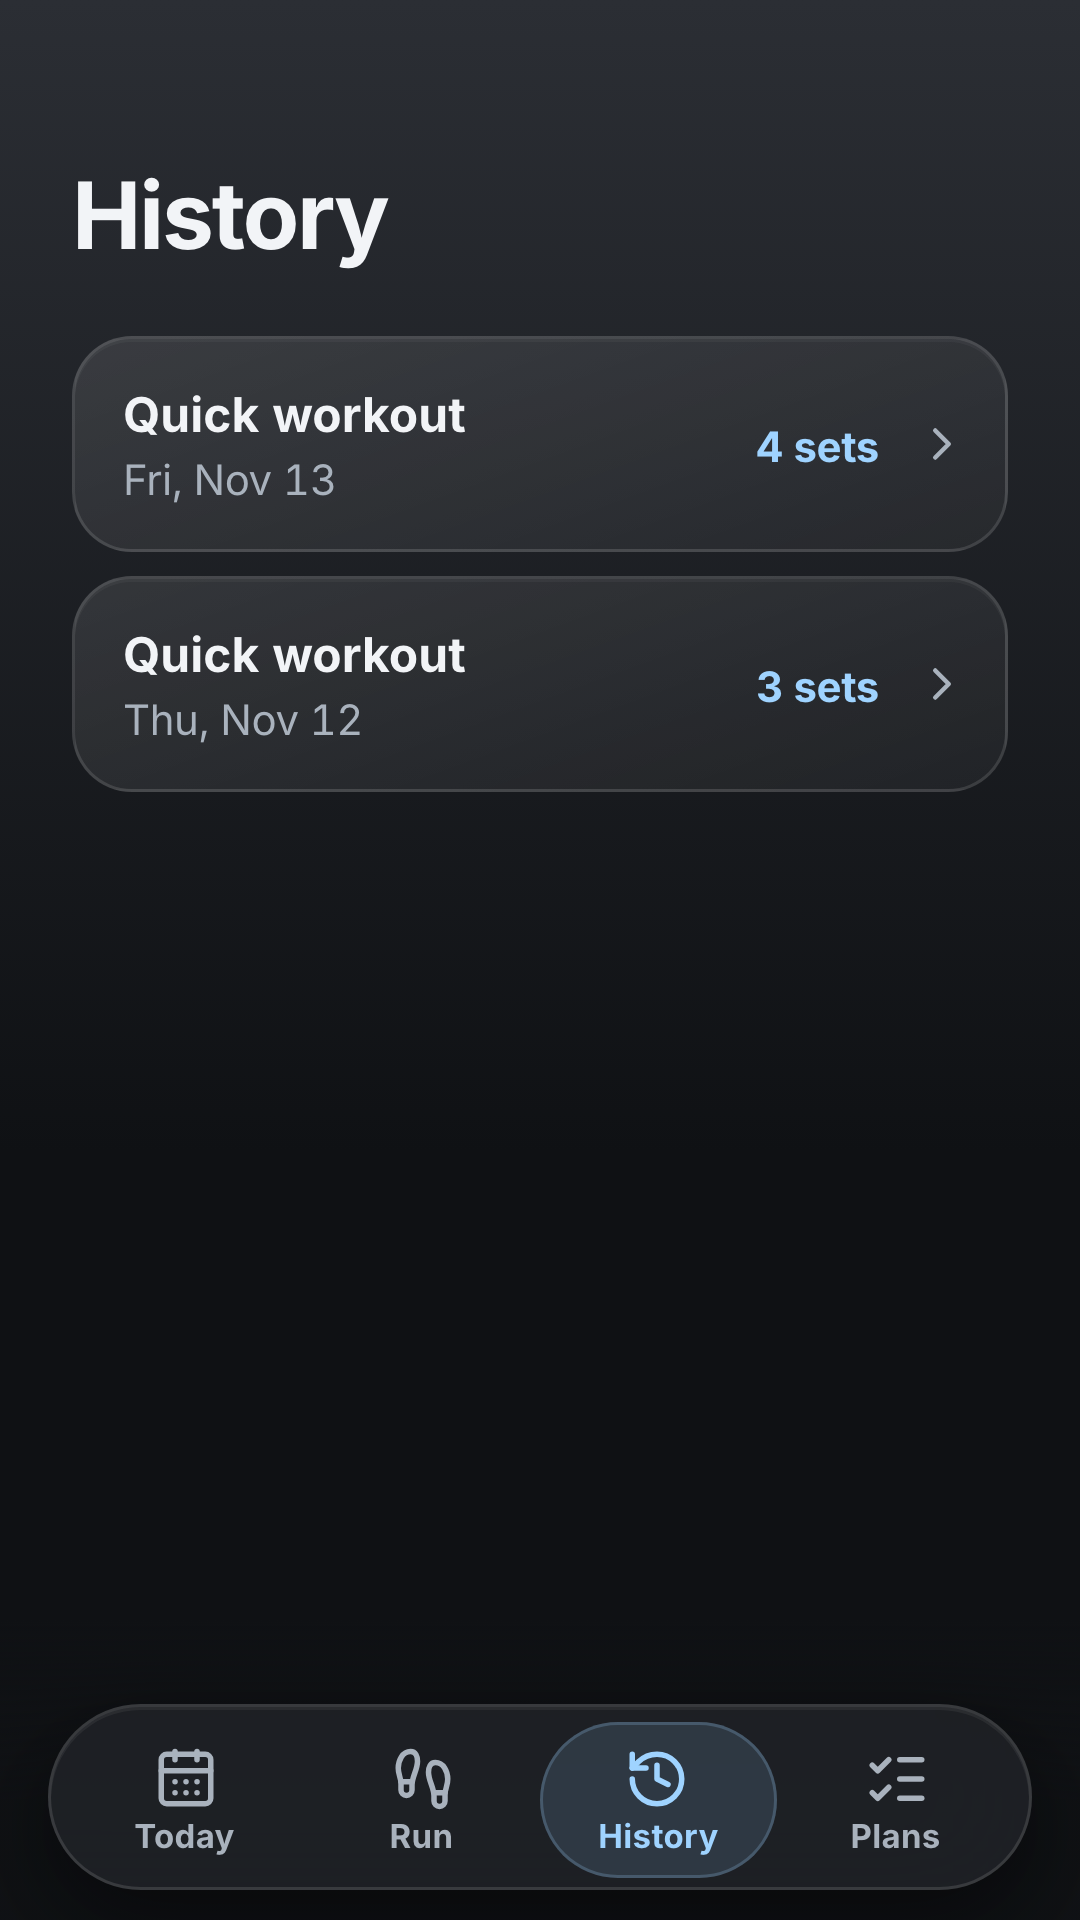 History
Quick workout
Fri, Nov 13
4 sets
Quick workout
Thu, Nov 12
3 sets
Today
Run
History
Plans